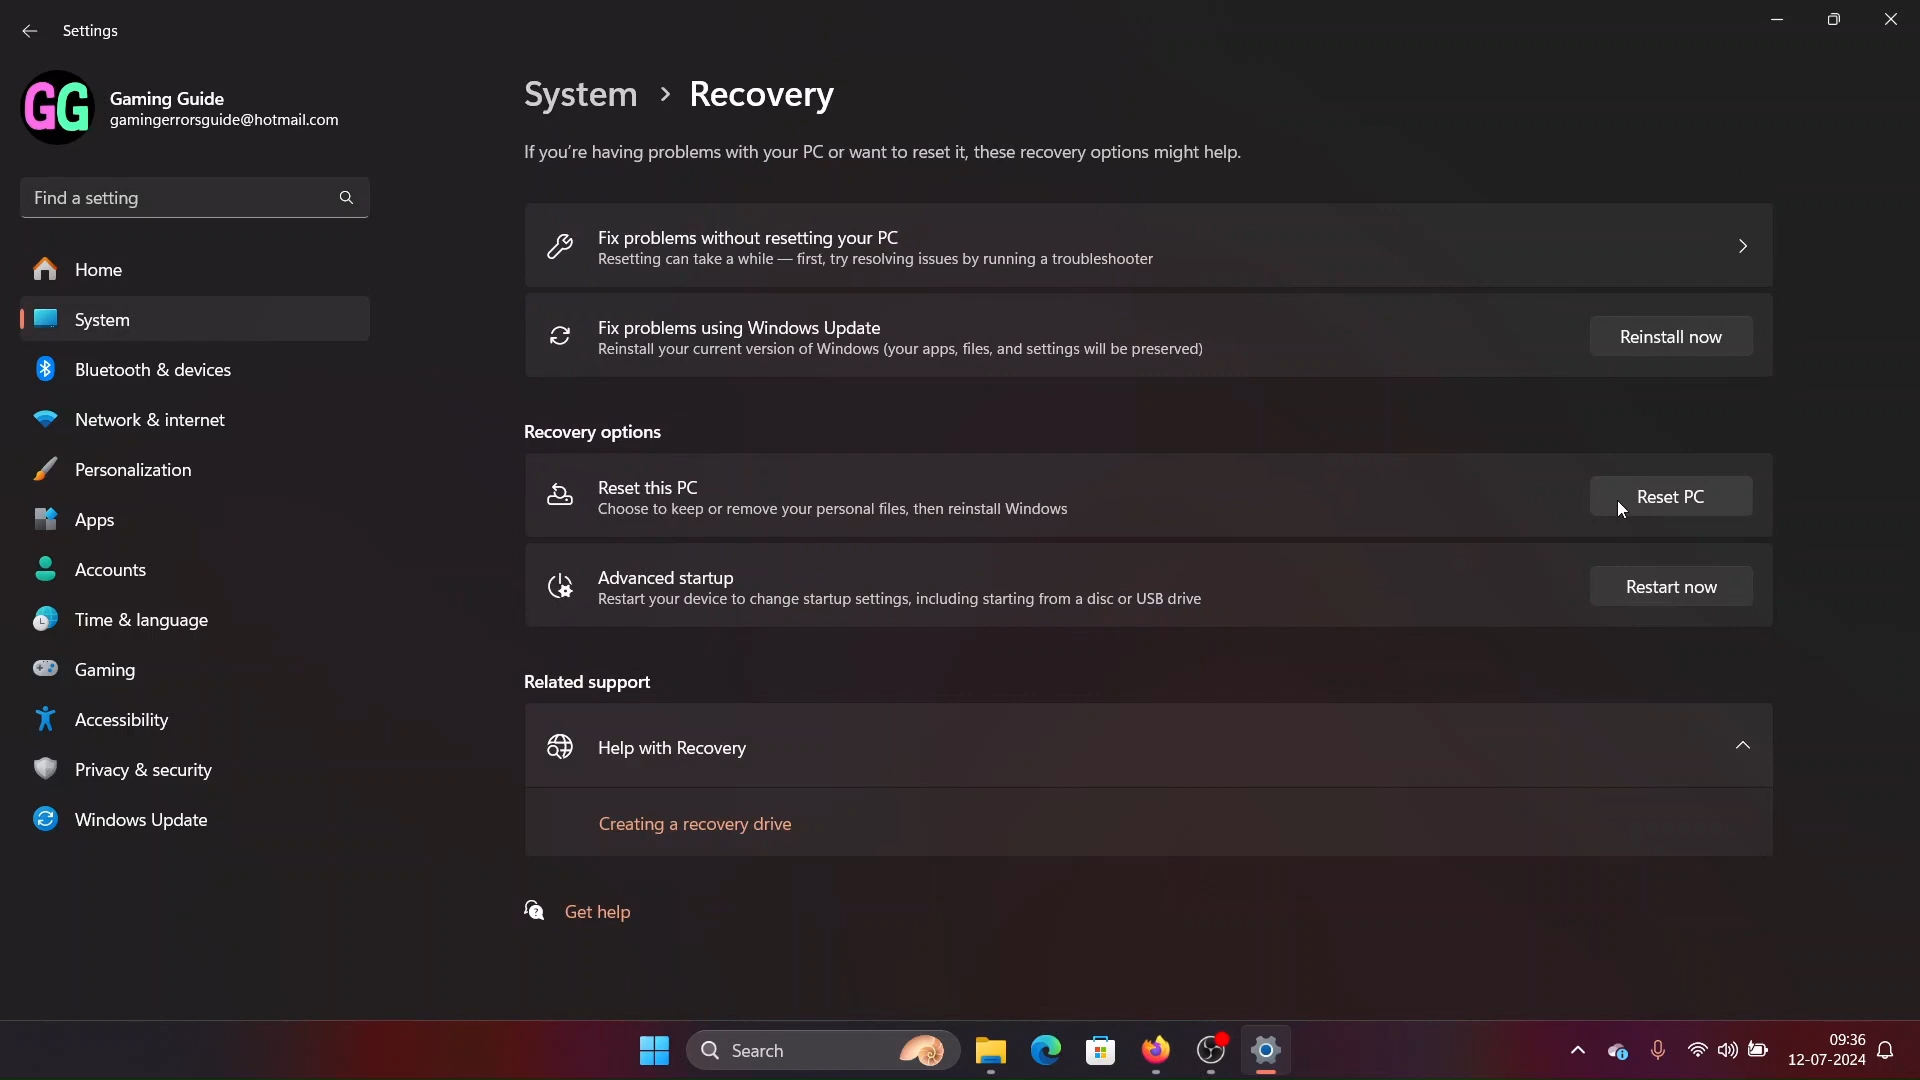 Settings
GG
Gaming Guide
gamingerrorsguide@hotmail.com
Find a setting
Home
System
Bluetooth & devices
Network & internet
Personalization
Apps
Accounts
Time & language
Gaming
Accessibility
Privacy & security
Windows Update
System > Recovery
If you're having problems with your PC or want to reset it, these recovery options might help.
Fix problems without resetting your PC
Resetting can take a while — first, try resolving issues by running a troubleshooter
Fix problems using Windows Update
Reinstall your current version of Windows (your apps, files, and settings will be preserved)
Reinstall now
Recovery options
Reset this PC
Choose to keep or remove your personal files, then reinstall Windows
Reset PC
Advanced startup
Restart your device to change startup settings, including starting from a disc or USB drive
Restart now
Related support
Help with Recovery
Creating a recovery drive
Get help
Search
09:36
12-07-2024